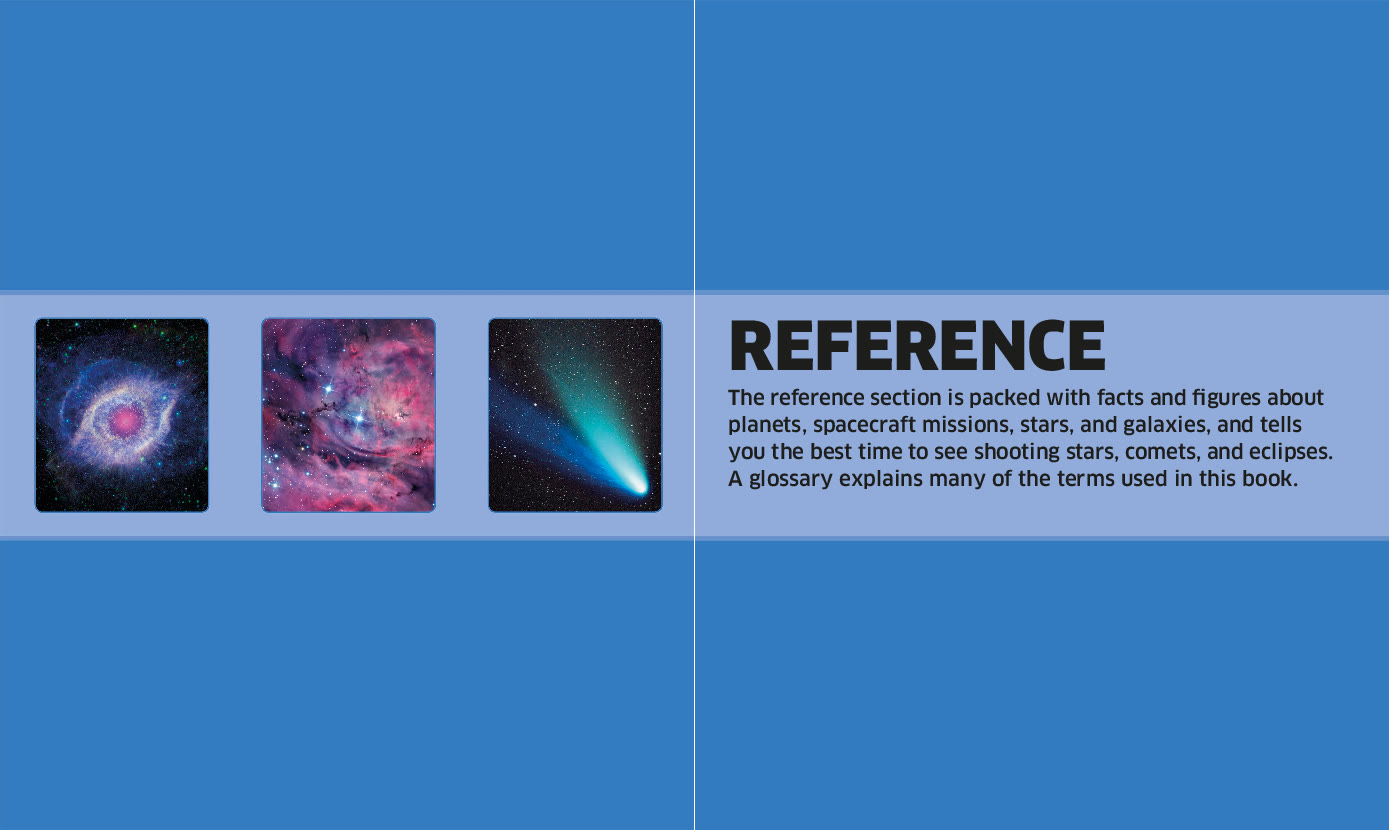 REFERENCE
The reference section is packed with facts and figures about
planets, spacecraft missions, stars, and galaxies, and tells
you the best time to see shooting stars, comets, and eclipses.
A glossary explains many of the terms used in this book.